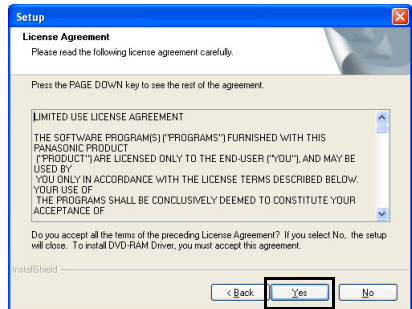 Setup
License Agreement
Please read the following license agreement carefully.
Press the PAGE DOWN key to see the rest of the agreement.
LIMITED USE LICENSE AGREEMENT
THE SOFTWARE PROGRAM(S) ("PROGRAMS") FURNISHED WITH THIS
PANASONIC PRODUCT
("PRODUCT") ARE LICENSED ONLY TO THE END-USER ("YOU"), AND MAY BE
USED BY
YOU ONLY IN ACCORDANCE WITH THE LICENSE TERMS DESCRIBED BELOW.
YOUR USE OF
THE PROGRAMS SHALL BE CONCLUSIVELY DEEMED TO CONSTITUTE YOUR
ACCEPTANCE OF
Do you accept all the terms of the preceding License Agreement? If you select No, the setup
will close. To install DVD-RAM Driver, you must accept this agreement.
InstallShield
< Back Yes No